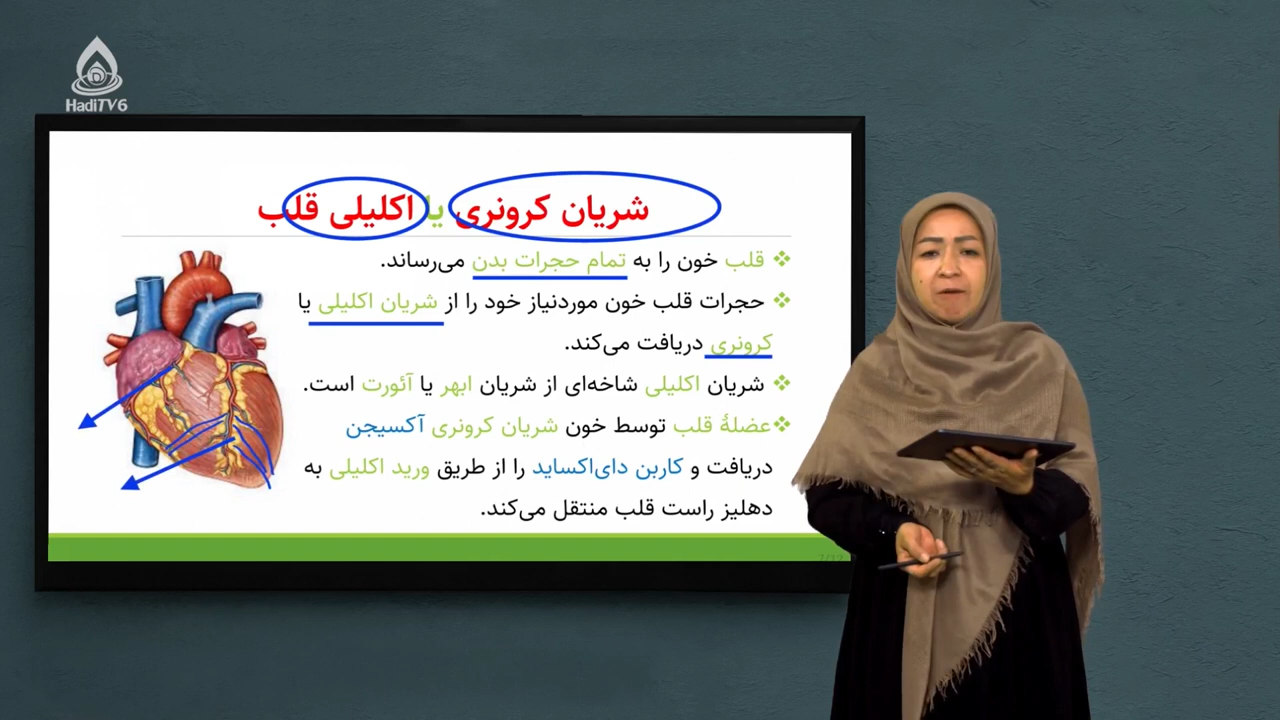 HadiTV6
شریان کرونری یا اکلیلی قلب
❖ قلب خون را به تمام حجرات بدن می‌رساند.
❖ حجرات قلب خون موردنیاز خود را از شریان اکلیلی یا
کرونری دریافت می‌کند.
❖ شریان اکلیلی شاخه‌ای از شریان ابهر یا آئورت است.
❖عضلهٔ قلب توسط خون شریان کرونری آکسیجن
دریافت و کاربن دای‌اکساید را از طریق ورید اکلیلی به
دهلیز راست قلب منتقل می‌کند.